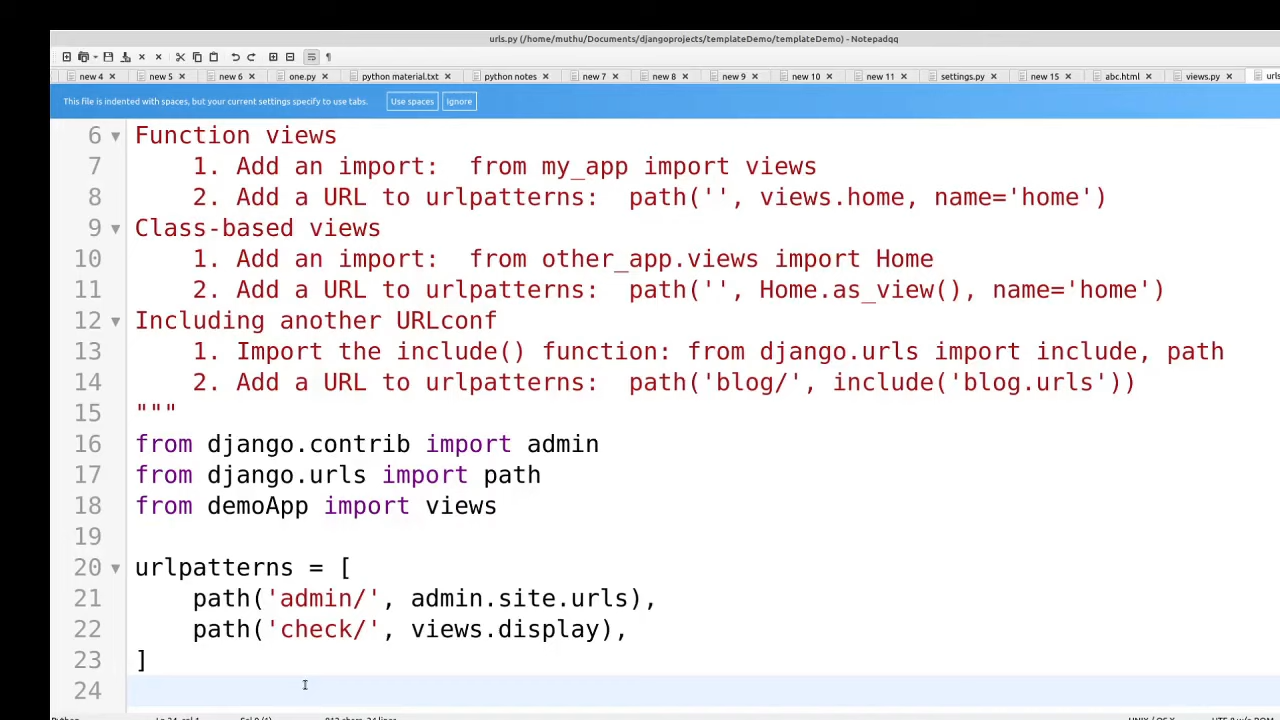 urls.py (/home/muthu/Documents/djangoprojects/templateDemo/templateDemo) - Notepadqq
new 4 new 5 new 6 one.py python material.txt python notes new 7 new 8 new 9 new 10 new 11 settings.py new 15 abc.html views.py urls
This file is indented with spaces, but your current settings specify to use tabs. Use spaces Ignore
6 Function views
7 1. Add an import:  from my_app import views
8 2. Add a URL to urlpatterns:  path('', views.home, name='home')
9 Class-based views
10 1. Add an import:  from other_app.views import Home
11 2. Add a URL to urlpatterns:  path('', Home.as_view(), name='home')
12 Including another URLconf
13 1. Import the include() function: from django.urls import include, path
14 2. Add a URL to urlpatterns:  path('blog/', include('blog.urls'))
15 """
16 from django.contrib import admin
17 from django.urls import path
18 from demoApp import views
19
20 urlpatterns = [
21 path('admin/', admin.site.urls),
22 path('check/', views.display),
23 ]
24